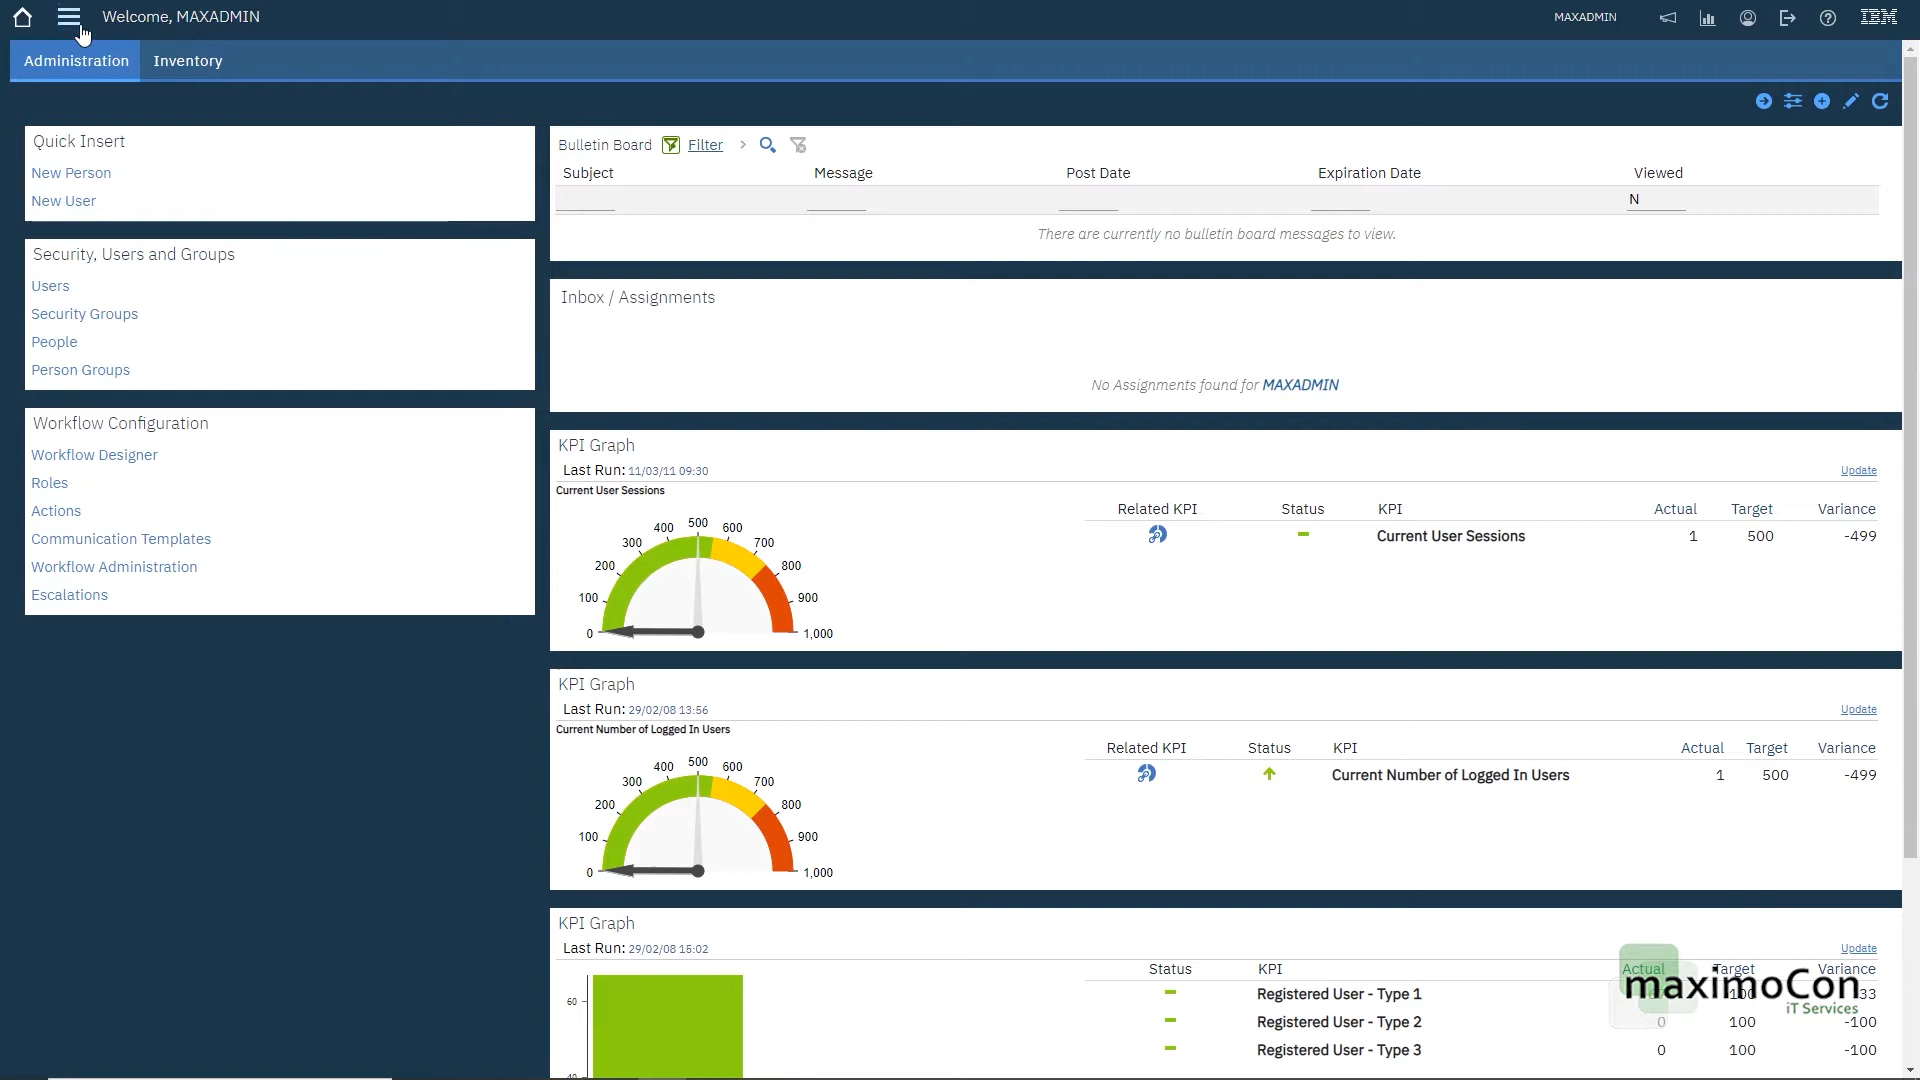 Welcome, MAXADMIN
MAXADMIN
IBM
Administration
Inventory
Quick Insert
New Person
New User
Security, Users and Groups
Users
Security Groups
People
Person Groups
Workflow Configuration
Workflow Designer
Roles
Actions
Communication Templates
Workflow Administration
Escalations
Bulletin Board Filter
Subject Message Post Date Expiration Date Viewed
N
There are currently no bulletin board messages to view.
Inbox / Assignments
No Assignments found for MAXADMIN
KPI Graph
Last Run: 11/03/11 09:30
Update
Current User Sessions
0 100 200 300 400 500 600 700 800 900 1,000
Related KPI Status KPI Actual Target Variance
Current User Sessions 1 500 -499
KPI Graph
Last Run: 29/02/08 13:56
Update
Current Number of Logged In Users
0 100 200 300 400 500 600 700 800 900 1,000
Related KPI Status KPI Actual Target Variance
Current Number of Logged In Users 1 500 -499
KPI Graph
Last Run: 29/02/08 15:02
Update
60
40
Status KPI Actual Target Variance
Registered User - Type 1 100 33
Registered User - Type 2 0 100 -100
Registered User - Type 3 0 100 -100
maximoCon
iT Services